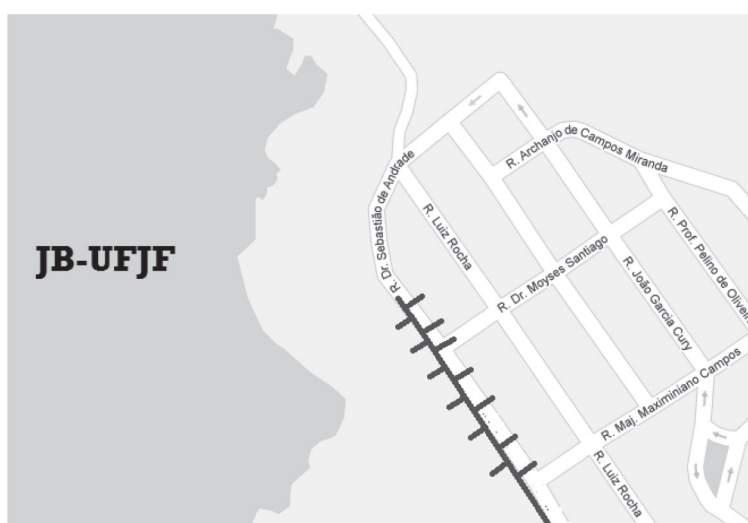 R. Archanjo de Campos Miranda
R. Dr. Sebastião de Andrade
R. Luiz Rocha
R. Prof. Pelino de Oliveira
JB-UFJF
R. Dr. Moyses Santiago
R. João Garcia Cury
R. Maj. Maximiniano Campos
R. Luiz Rocha